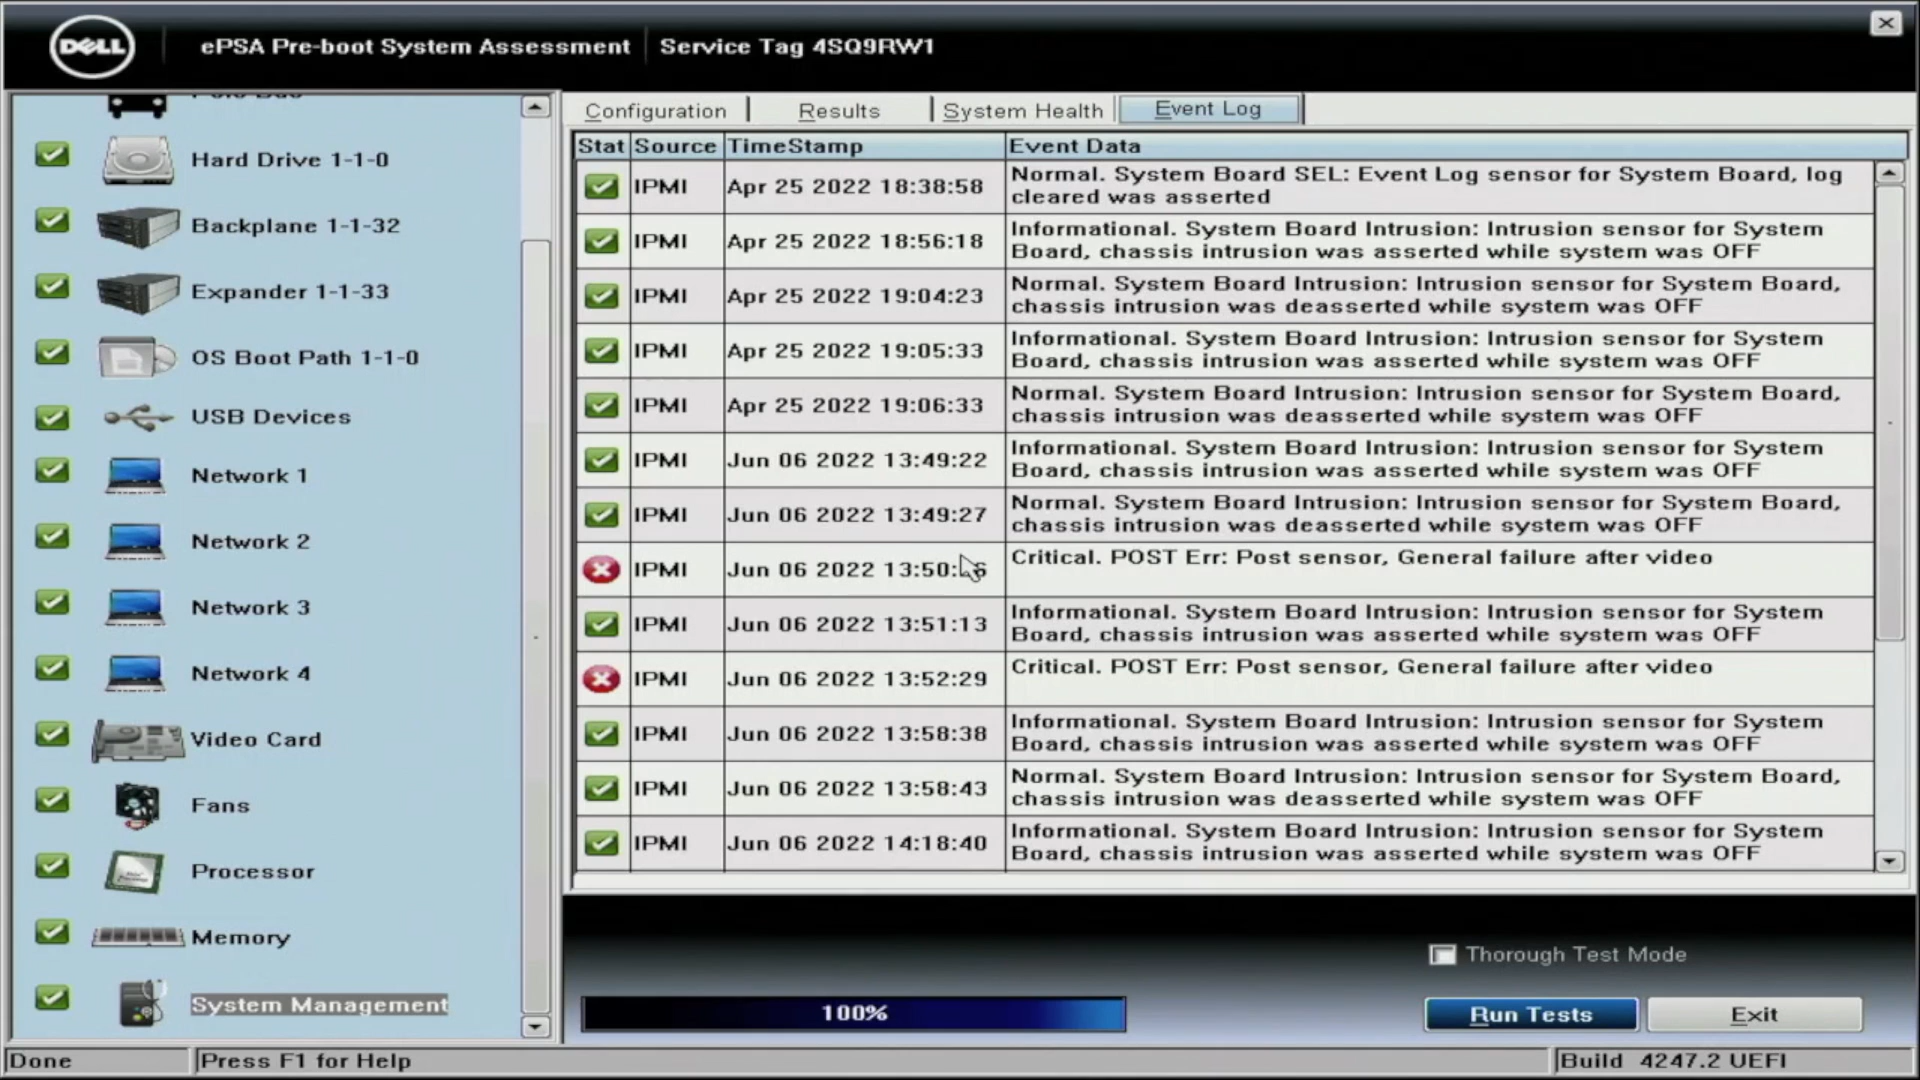 DELL
ePSA Pre-boot System Assessment
Service Tag 4SQ9RW1
Hard Drive 1-1-0
Backplane 1-1-32
Expander 1-1-33
OS Boot Path 1-1-0
USB Devices
Network 1
Network 2
Network 3
Network 4
Video Card
Fans
Processor
Memory
System Management
Configuration
Results
System Health
Event Log
Stat Source TimeStamp Event Data
IPMI Apr 25 2022 18:38:58 Normal. System Board SEL: Event Log sensor for System Board, log
cleared was asserted
IPMI Apr 25 2022 18:56:18 Informational. System Board Intrusion: Intrusion sensor for System
Board, chassis intrusion was asserted while system was OFF
IPMI Apr 25 2022 19:04:23 Normal. System Board Intrusion: Intrusion sensor for System Board,
chassis intrusion was deasserted while system was OFF
IPMI Apr 25 2022 19:05:33 Informational. System Board Intrusion: Intrusion sensor for System
Board, chassis intrusion was asserted while system was OFF
IPMI Apr 25 2022 19:06:33 Normal. System Board Intrusion: Intrusion sensor for System Board,
chassis intrusion was deasserted while system was OFF
IPMI Jun 06 2022 13:49:22 Informational. System Board Intrusion: Intrusion sensor for System
Board, chassis intrusion was asserted while system was OFF
IPMI Jun 06 2022 13:49:27 Normal. System Board Intrusion: Intrusion sensor for System Board,
chassis intrusion was deasserted while system was OFF
IPMI Jun 06 2022 Critical. POST Err: Post sensor, General failure after video
IPMI Jun 06 2022 13:51:13 Informational. System Board Intrusion: Intrusion sensor for System
Board, chassis intrusion was asserted while system was OFF
IPMI Jun 06 2022 13:52:29 Critical. POST Err: Post sensor, General failure after video
IPMI Jun 06 2022 13:58:38 Informational. System Board Intrusion: Intrusion sensor for System
Board, chassis intrusion was asserted while system was OFF
IPMI Jun 06 2022 13:58:43 Normal. System Board Intrusion: Intrusion sensor for System Board,
chassis intrusion was deasserted while system was OFF
IPMI Jun 06 2022 14:18:40 Informational. System Board Intrusion: Intrusion sensor for System
Board, chassis intrusion was asserted while system was OFF
Thorough Test Mode
100%
Run Tests
Exit
Done
Press F1 for Help
Build 4247.2 UEFI